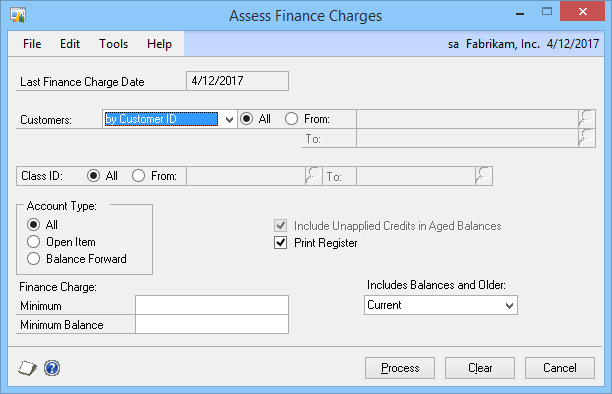 Assess Finance Charges
File Edit Tools Help sa Fabrikam, Inc. 4/12/2017
Last Finance Charge Date 4/12/2017
Customers: by Customer ID All From:
To:
Class ID: All From: To:
Account Type:
All
Open Item
Balance Forward
Include Unapplied Credits in Aged Balances
Print Register
Finance Charge:
Minimum
Minimum Balance
Includes Balances and Older:
Current
Process Clear Cancel